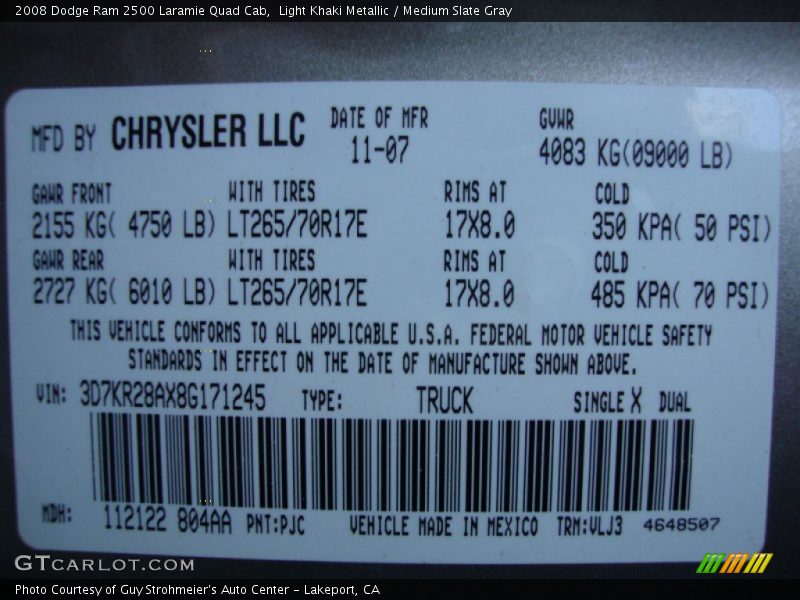 2008 Dodge Ram 2500 Laramie Quad Cab,  Light Khaki Metallic / Medium Slate Gray
MFD BY CHRYSLER LLC DATE OF MFR GVWR
11-07 4083 KG(09000 LB)
GAWR FRONT WITH TIRES RIMS AT COLD
2155 KG( 4750 LB) LT265/70R17E 17X8.0 350 KPA( 50 PSI)
GAWR REAR WITH TIRES RIMS AT COLD
2727 KG( 6010 LB) LT265/70R17E 17X8.0 485 KPA( 70 PSI)
THIS VEHICLE CONFORMS TO ALL APPLICABLE U.S.A. FEDERAL MOTOR VEHICLE SAFETY
STANDARDS IN EFFECT ON THE DATE OF MANUFACTURE SHOWN ABOVE.
VIN: 3D7KR28AX8G171245 TYPE: TRUCK SINGLE X DUAL
MDH: 112122 804AA PNT:PJC VEHICLE MADE IN MEXICO TRM:VLJ3 4648507
GTCARLOT.COM
Photo Courtesy of Guy Strohmeier's Auto Center – Lakeport, CA